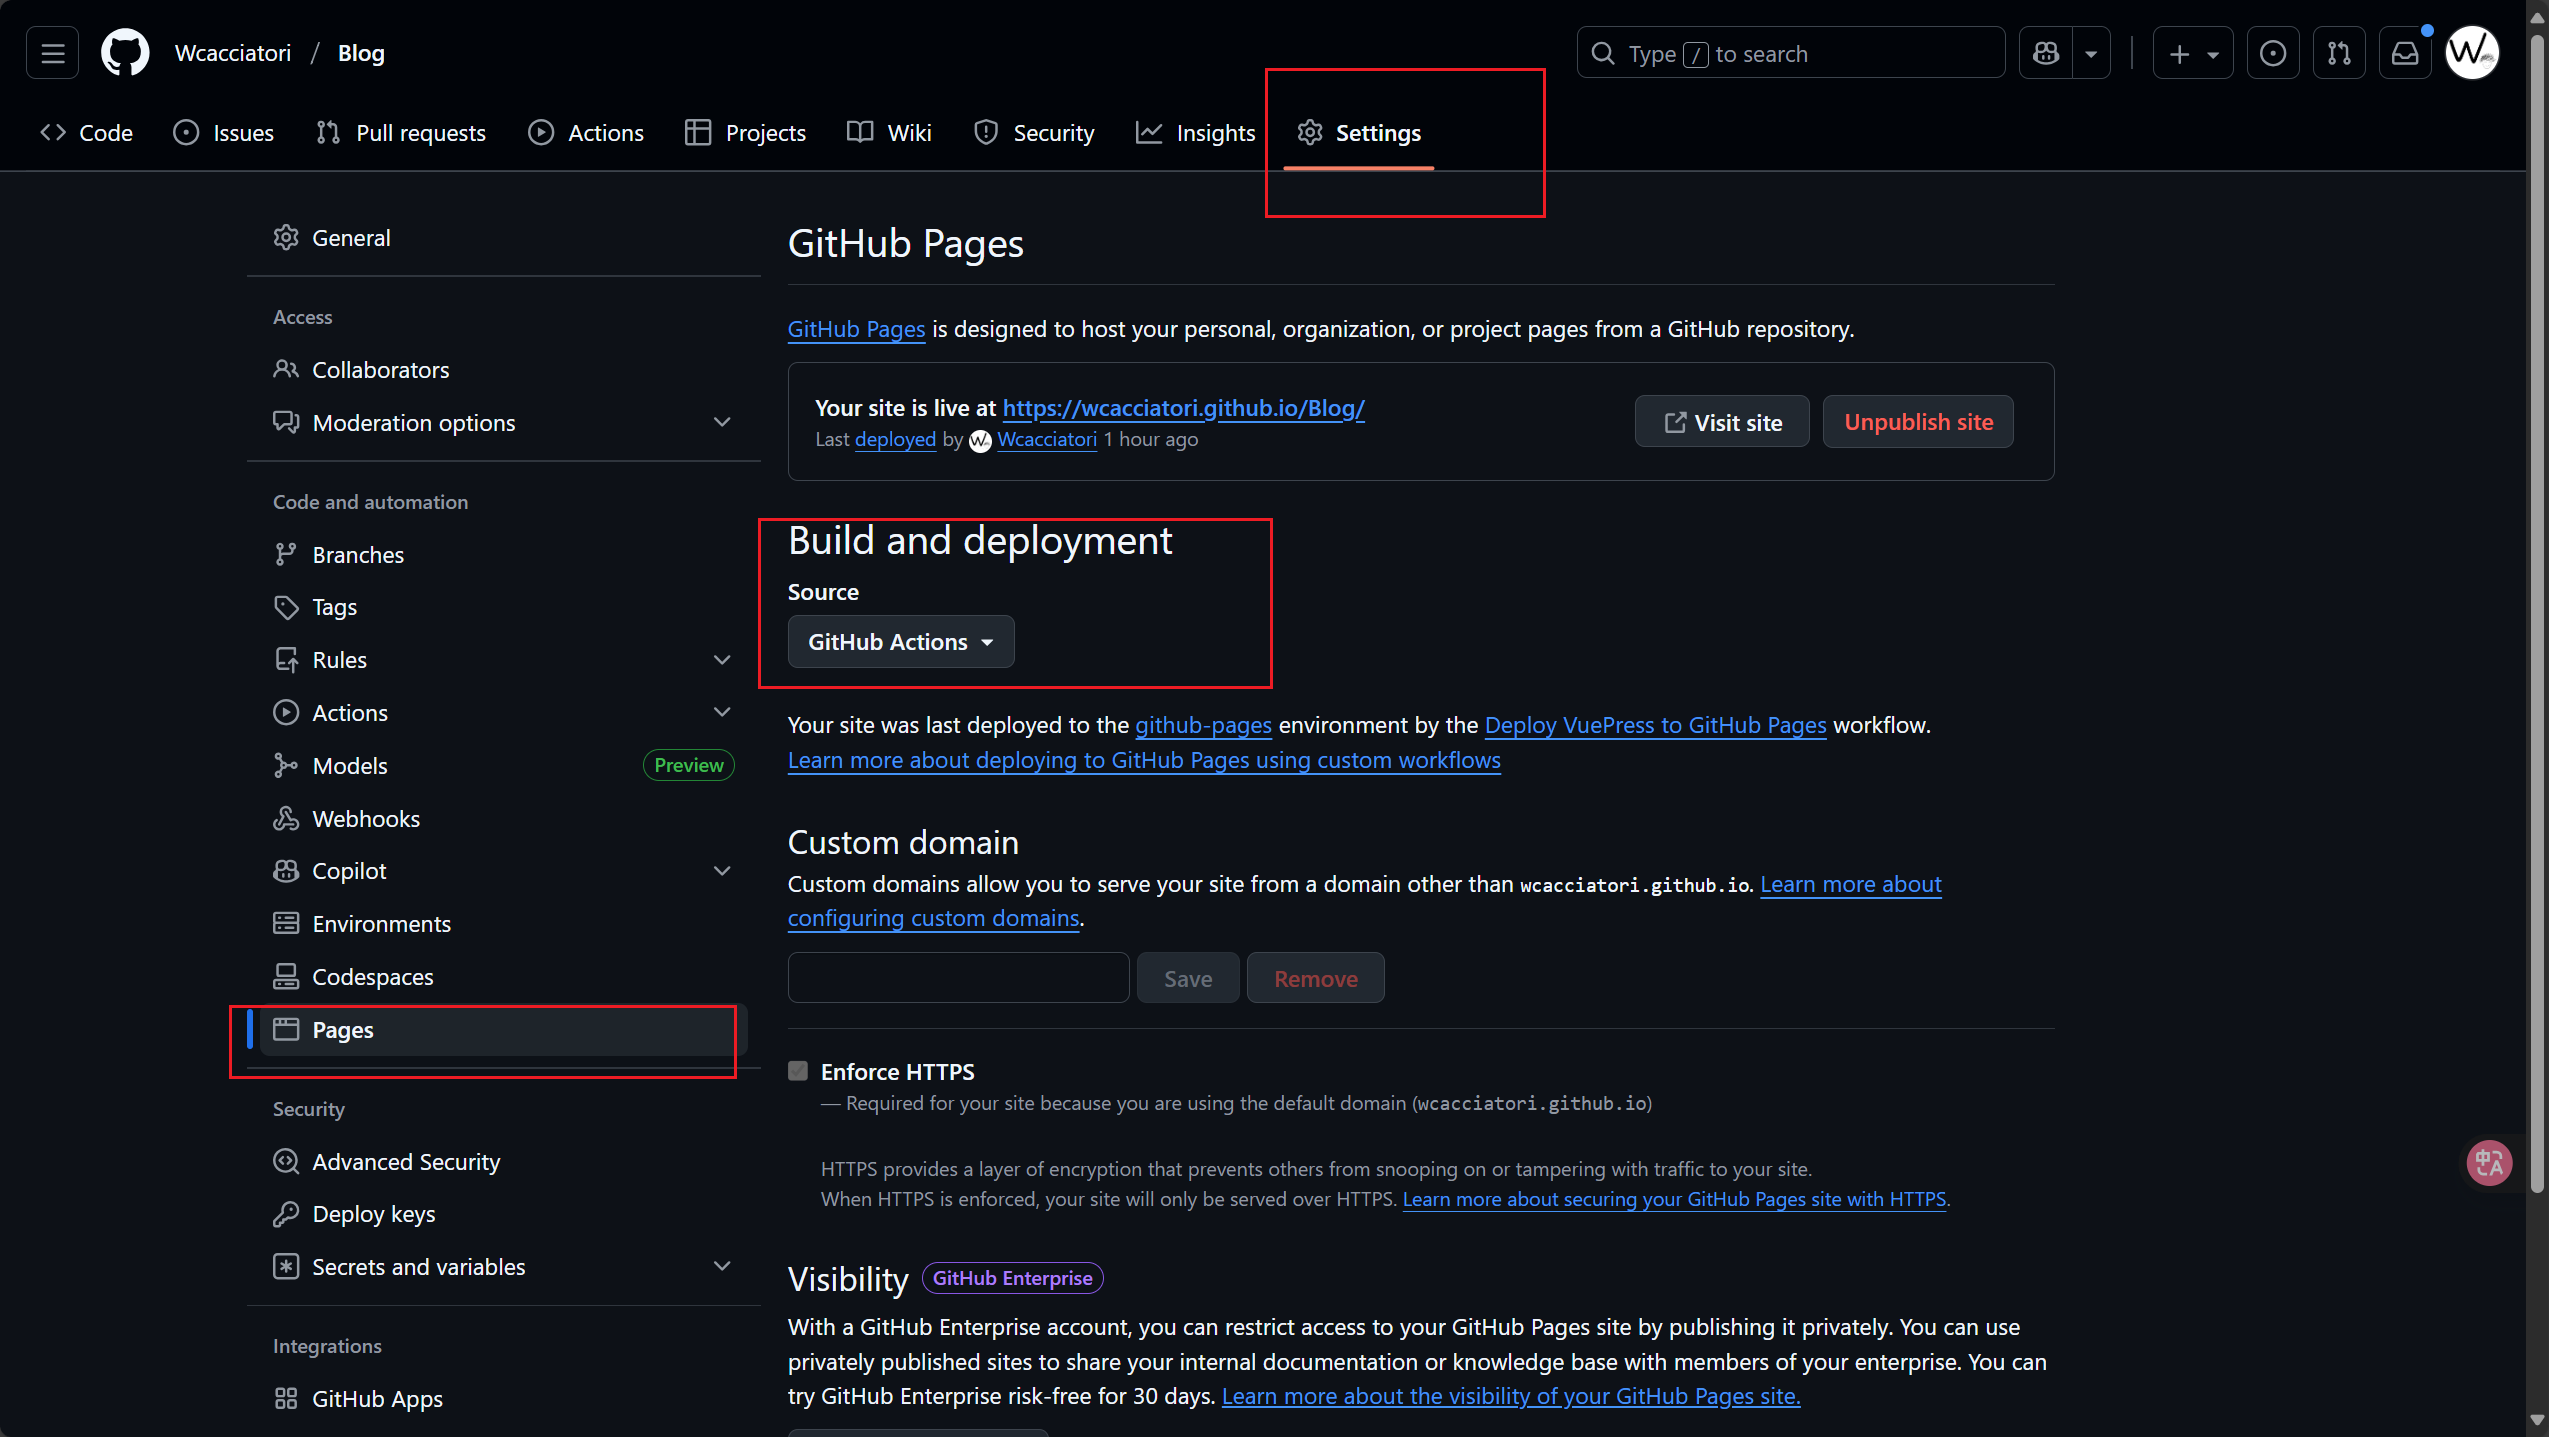 Wcacciatori / Blog
Type / to search
Code
Issues
Pull requests
Actions
Projects
Wiki
Security
Insights
Settings
General
Access
Collaborators
Moderation options
Code and automation
Branches
Tags
Rules
Actions
Models Preview
Webhooks
Copilot
Environments
Codespaces
Pages
Security
Advanced Security
Deploy keys
Secrets and variables
Integrations
GitHub Apps
GitHub Pages
GitHub Pages is designed to host your personal, organization, or project pages from a GitHub repository.
Your site is live at https://wcacciatori.github.io/Blog/
Last deployed by W Wcacciatori 1 hour ago
Visit site
Unpublish site
Build and deployment
Source
GitHub Actions
Your site was last deployed to the github-pages environment by the Deploy VuePress to GitHub Pages workflow.
Learn more about deploying to GitHub Pages using custom workflows
Custom domain
Custom domains allow you to serve your site from a domain other than wcacciatori.github.io. Learn more about
configuring custom domains.
Save
Remove
Enforce HTTPS
— Required for your site because you are using the default domain (wcacciatori.github.io)
HTTPS provides a layer of encryption that prevents others from snooping on or tampering with traffic to your site.
When HTTPS is enforced, your site will only be served over HTTPS. Learn more about securing your GitHub Pages site with HTTPS.
Visibility GitHub Enterprise
With a GitHub Enterprise account, you can restrict access to your GitHub Pages site by publishing it privately. You can use
privately published sites to share your internal documentation or knowledge base with members of your enterprise. You can
try GitHub Enterprise risk-free for 30 days. Learn more about the visibility of your GitHub Pages site.
W
中A